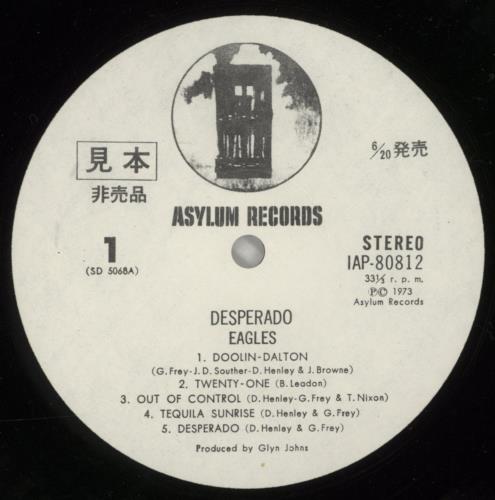 見本
非売品
6/20発売
ASYLUM RECORDS
1
(SD 5068A)
STEREO
IAP-80812
33⅓ r. p. m.
Ⓟ© 1973
Asylum Records
DESPERADO
EAGLES
1. DOOLIN-DALTON
(G. Frey-J. D. Souther-D. Henley & J. Browne)
2. TWENTY-ONE (B. Leadon)
3. OUT OF CONTROL (D. Henley-G. Frey & T. Nixon)
4. TEQUILA SUNRISE (D. Henley & G. Frey)
5. DESPERADO (D. Henley & G. Frey)
Produced by Glyn Johns